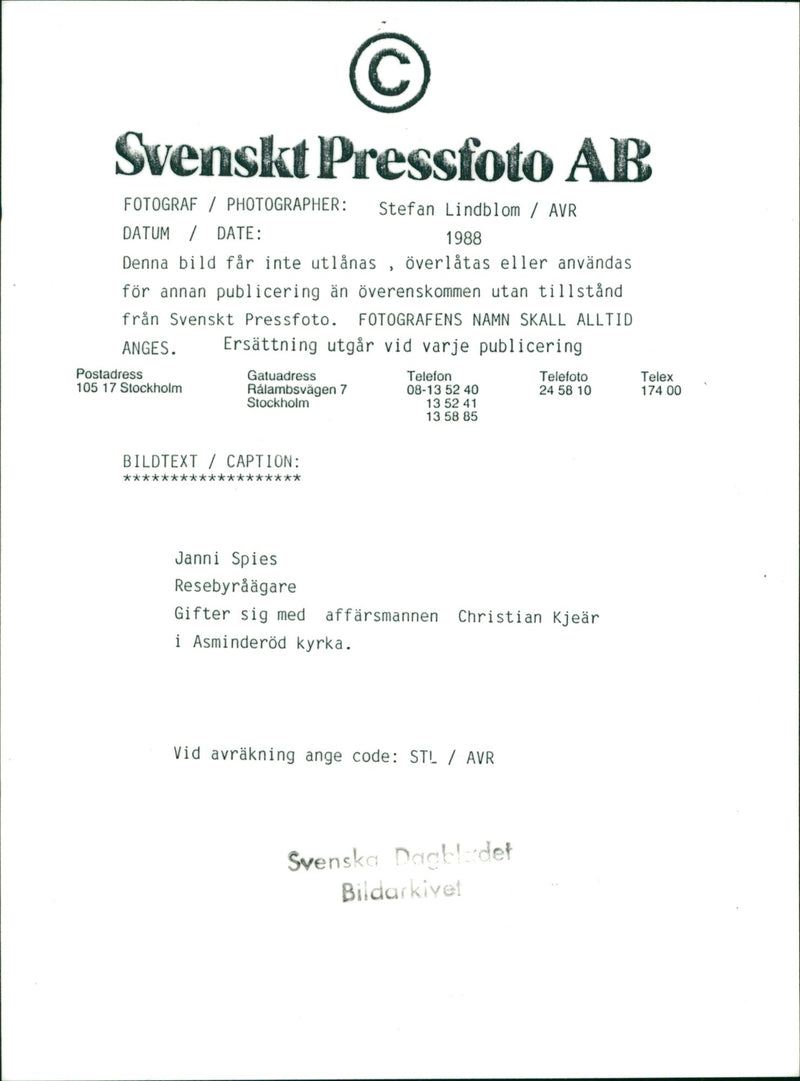 ©
Svenskt Pressfoto AB
FOTOGRAF / PHOTOGRAPHER: Stefan Lindblom / AVR
DATUM / DATE: 1988
Denna bild får inte utlånas , överlåtas eller användas
för annan publicering än överenskommen utan tillstånd
från Svenskt Pressfoto. FOTOGRAFENS NAMN SKALL ALLTID
ANGES. Ersättning utgår vid varje publicering
Postadress Gatuadress Telefon Telefoto Telex
105 17 Stockholm Rålambsvägen 7 08-13 52 40 24 58 10 174 00
Stockholm 13 52 41
13 58 85
BILDTEXT / CAPTION:
*******************
Janni Spies
Resebyråägare
Gifter sig med affärsmannen Christian Kjeär
i Asminderöd kyrka.
Vid avräkning ange code: STL / AVR
Svenska Dagbladet
Bildarkivet